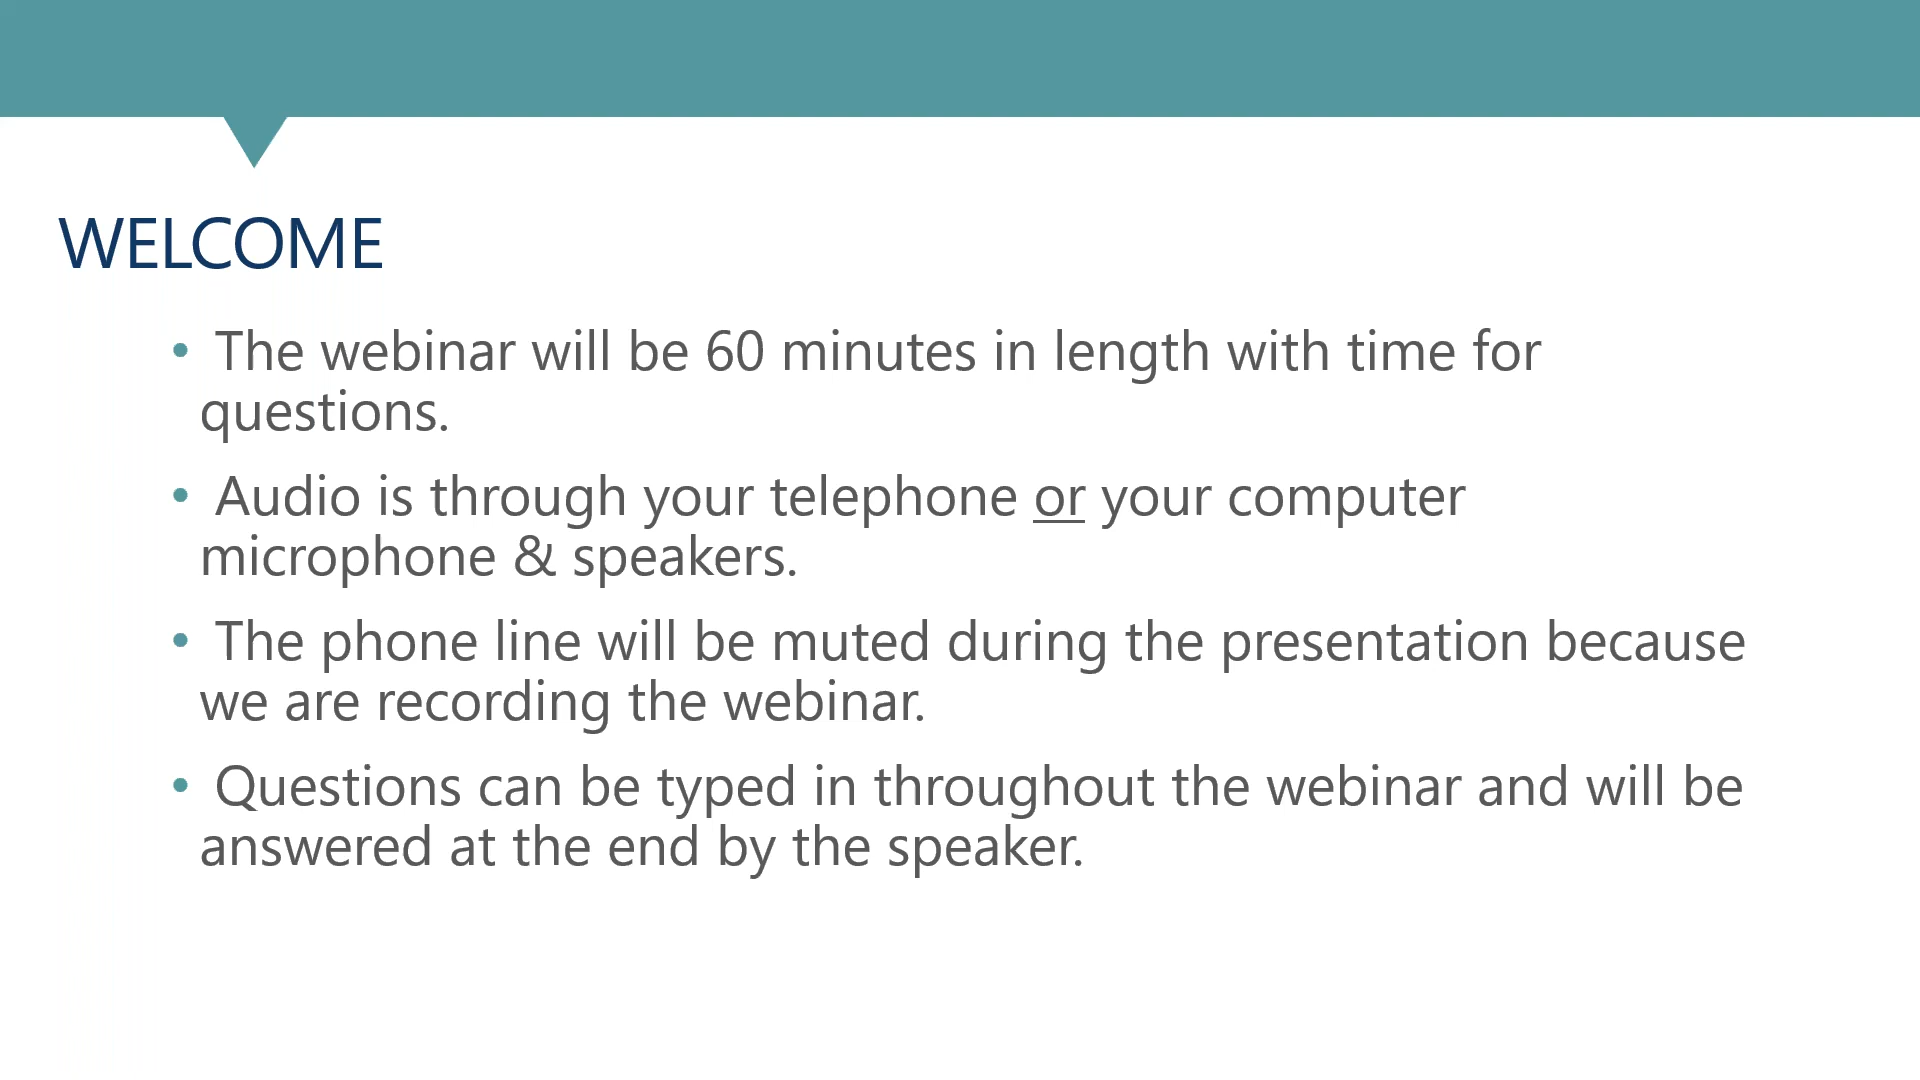 WELCOME
• The webinar will be 60 minutes in length with time for
questions.
• Audio is through your telephone or your computer
microphone & speakers.
• The phone line will be muted during the presentation because
we are recording the webinar.
• Questions can be typed in throughout the webinar and will be
answered at the end by the speaker.